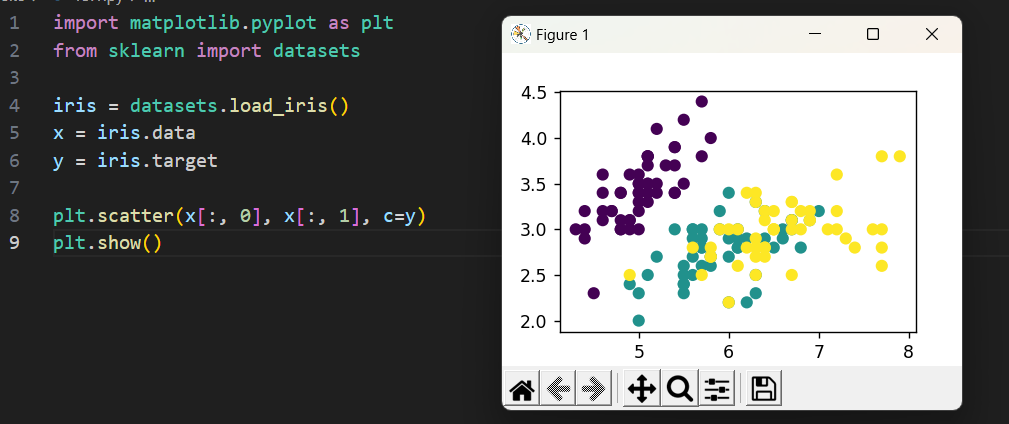 1 import matplotlib.pyplot as plt
2 from sklearn import datasets
3
4 iris = datasets.load_iris()
5 x = iris.data
6 y = iris.target
7
8 plt.scatter(x[:, 0], x[:, 1], c=y)
9 plt.show()
Figure 1
4.5
4.0
3.5
3.0
2.5
2.0
5 6 7 8